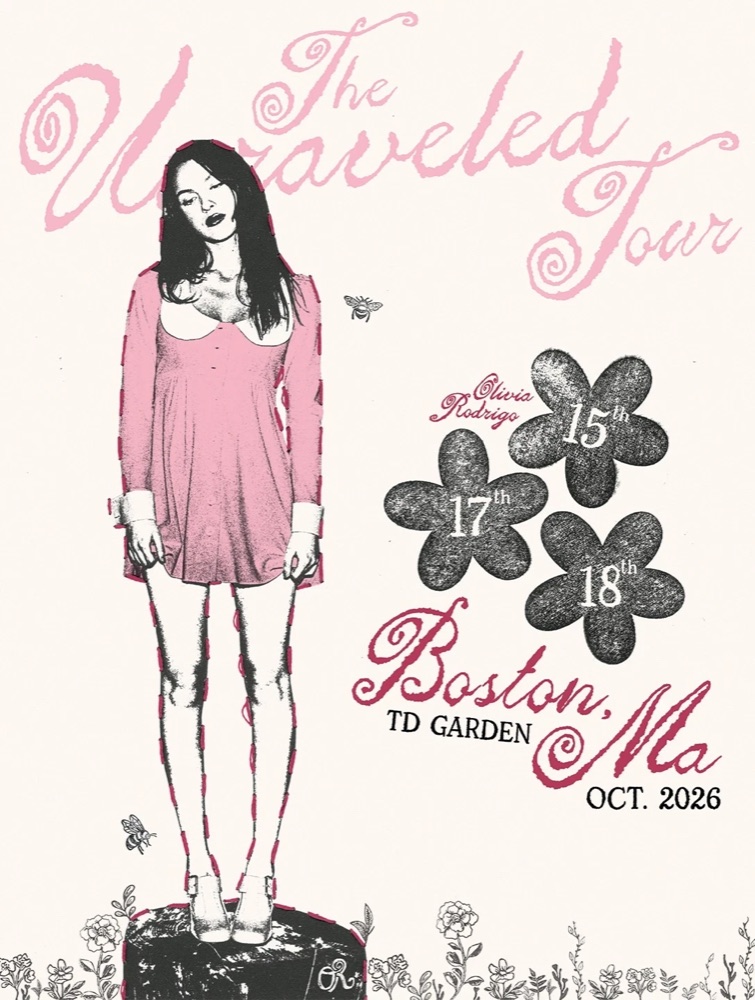 The
Unraveled
Tour
Olivia
Rodrigo
15th
17th
18th
Boston,
TD GARDEN
Ma
OCT. 2026
OR